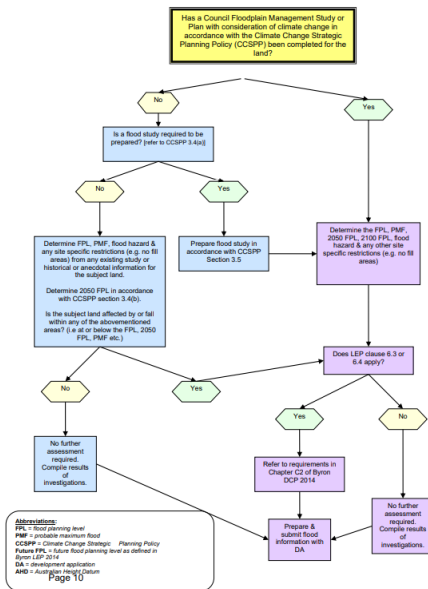 Has a Council Floodplain Management Study or
Plan with consideration of climate change in
accordance with the Climate Change Strategic
Planning Policy (CCSPP) been completed for the
land?
No
Yes
Is a flood study required to be
prepared? [refer to CCSPP 3.4(a)]
No
Yes
Determine FPL, PMF, flood hazard &
any site specific restrictions (e.g. no fill
areas) from any existing study or
historical or anecdotal information for
the subject land.
Determine 2050 FPL in accordance
with CCSPP section 3.4(b).
Is the subject land affected by or fall
within any of the abovementioned
areas? (i.e at or below the FPL, 2050
FPL, PMF etc.)
Prepare flood study in
accordance with CCSPP
Section 3.5
Determine the FPL, PMF,
2050 FPL, 2100 FPL, flood
hazard & any other site
specific restrictions (e.g. no fill
areas)
Does LEP clause 6.3 or
6.4 apply?
No
Yes
Yes
No
No further
assessment
required.
Compile results
of
investigations.
Refer to requirements in
Chapter C2 of Byron
DCP 2014
No further
assessment
required.
Compile results
of
investigations.
Prepare &
submit flood
information with
DA
Abbreviations:
FPL = flood planning level
PMF = probable maximum flood
CCSPP = Climate Change Strategic Planning Policy
Future FPL = future flood planning level as defined in
Byron LEP 2014
DA = development application
AHD = Australian Height Datum
Page 10